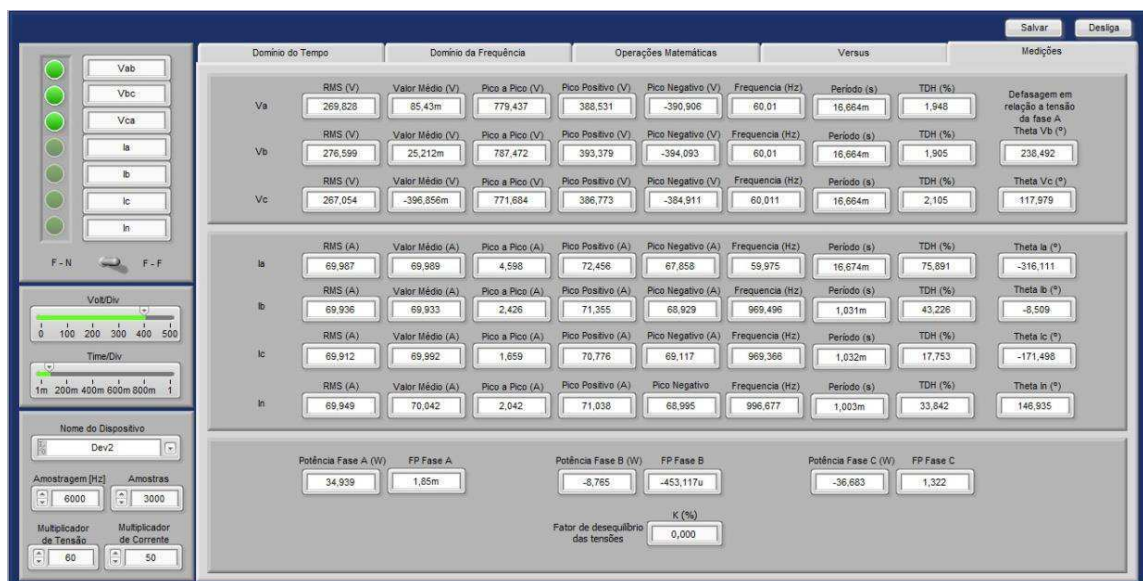 Salvar Desliga
Domínio do Tempo Domínio da Frequência Operações Matemáticas Versus Medições
Vab
Vbc
Vca
Ia
Ib
Ic
In
F - N F - F
Volt/Div
0 100 200 300 400 500
Time/Div
1m 200m 400m 600m 800m 1
Nome do Dispositivo
Dev2
Amostragem [Hz] Amostras
6000 3000
Multiplicador de Tensão Multiplicador de Corrente
60 50
RMS (V) Valor Médio (V) Pico a Pico (V) Pico Positivo (V) Pico Negativo (V) Frequencia (Hz) Período (s) TDH (%) Defasagem em
relação a tensão
da fase A
Va 269,828 85,43m 779,437 388,531 -390,906 60,01 16,664m 1,948
RMS (V) Valor Médio (V) Pico a Pico (V) Pico Positivo (V) Pico Negativo (V) Frequencia (Hz) Período (s) TDH (%) Theta Vb (º)
Vb 276,599 25,212m 787,472 393,379 -394,093 60,01 16,664m 1,905 238,492
RMS (V) Valor Médio (V) Pico a Pico (V) Pico Positivo (V) Pico Negativo (V) Frequencia (Hz) Período (s) TDH (%) Theta Vc (º)
Vc 267,054 -396,856m 771,684 386,773 -384,911 60,011 16,664m 2,105 117,979
RMS (A) Valor Médio (A) Pico a Pico (A) Pico Positivo (A) Pico Negativo (A) Frequencia (Hz) Período (s) TDH (%) Theta Ia (º)
Ia 69,987 69,989 4,598 72,456 67,858 59,975 16,674m 75,891 -316,111
RMS (A) Valor Médio (A) Pico a Pico (A) Pico Positivo (A) Pico Negativo (A) Frequencia (Hz) Período (s) TDH (%) Theta Ib (º)
Ib 69,936 69,933 2,426 71,355 68,929 969,496 1,031m 43,226 -8,509
RMS (A) Valor Médio (A) Pico a Pico (A) Pico Positivo (A) Pico Negativo (A) Frequencia (Hz) Período (s) TDH (%) Theta Ic (º)
Ic 69,912 69,992 1,659 70,776 69,117 969,366 1,032m 17,753 -171,498
RMS (A) Valor Médio (A) Pico a Pico (A) Pico Positivo (A) Pico Negativo Frequencia (Hz) Período (s) TDH (%) Theta In (º)
In 69,949 70,042 2,042 71,038 68,995 996,677 1,003m 33,842 146,935
Potência Fase A (W) FP Fase A Potência Fase B (W) FP Fase B Potência Fase C (W) FP Fase C
34,939 1,85m -8,765 -453,117u -36,683 1,322
K (%)
Fator de desequilíbrio
das tensões
0,000